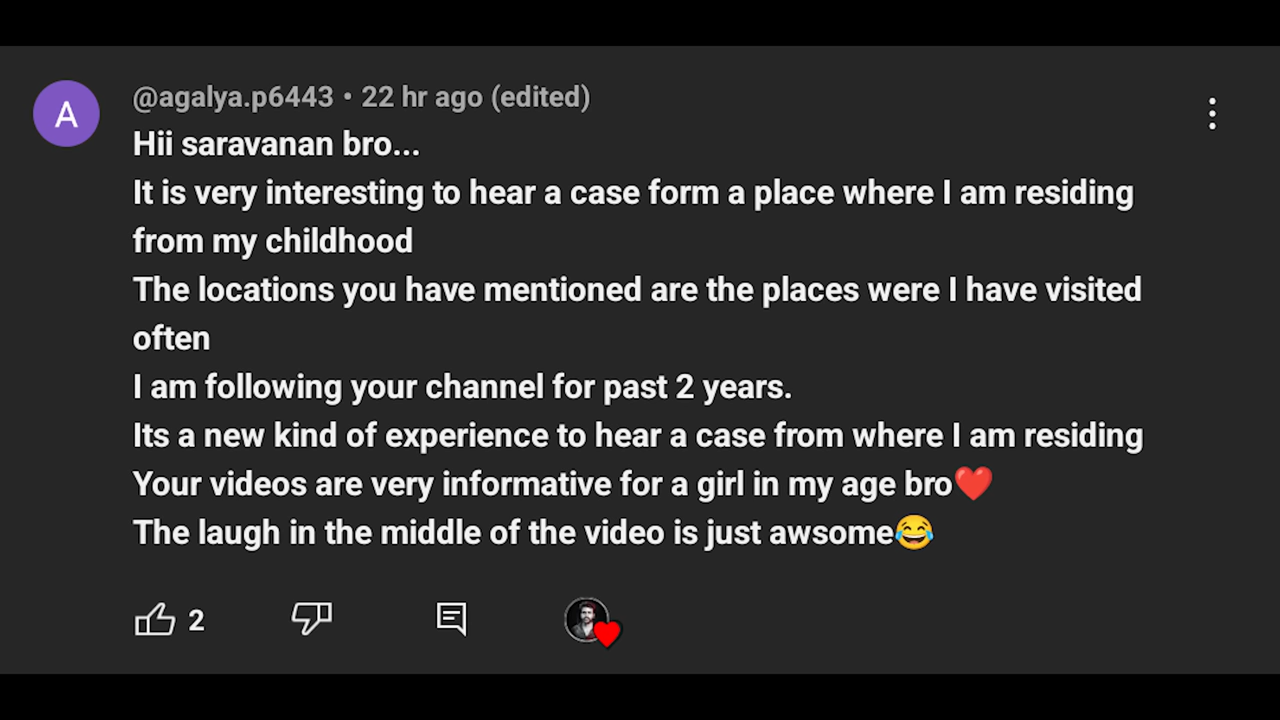 A
@agalya.p6443 • 22 hr ago (edited)
Hii saravanan bro...
It is very interesting to hear a case form a place where I am residing
from my childhood
The locations you have mentioned are the places were I have visited
often
I am following your channel for past 2 years.
Its a new kind of experience to hear a case from where I am residing
Your videos are very informative for a girl in my age bro❤️
The laugh in the middle of the video is just awsome😂
2